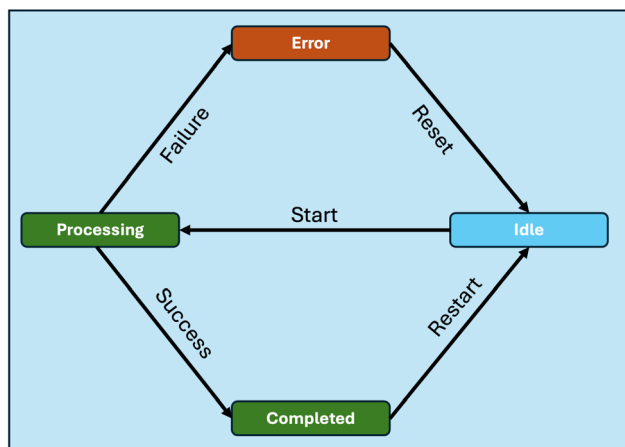 Error
Failure
Reset
Start
Processing
Idle
Success
Restart
Completed